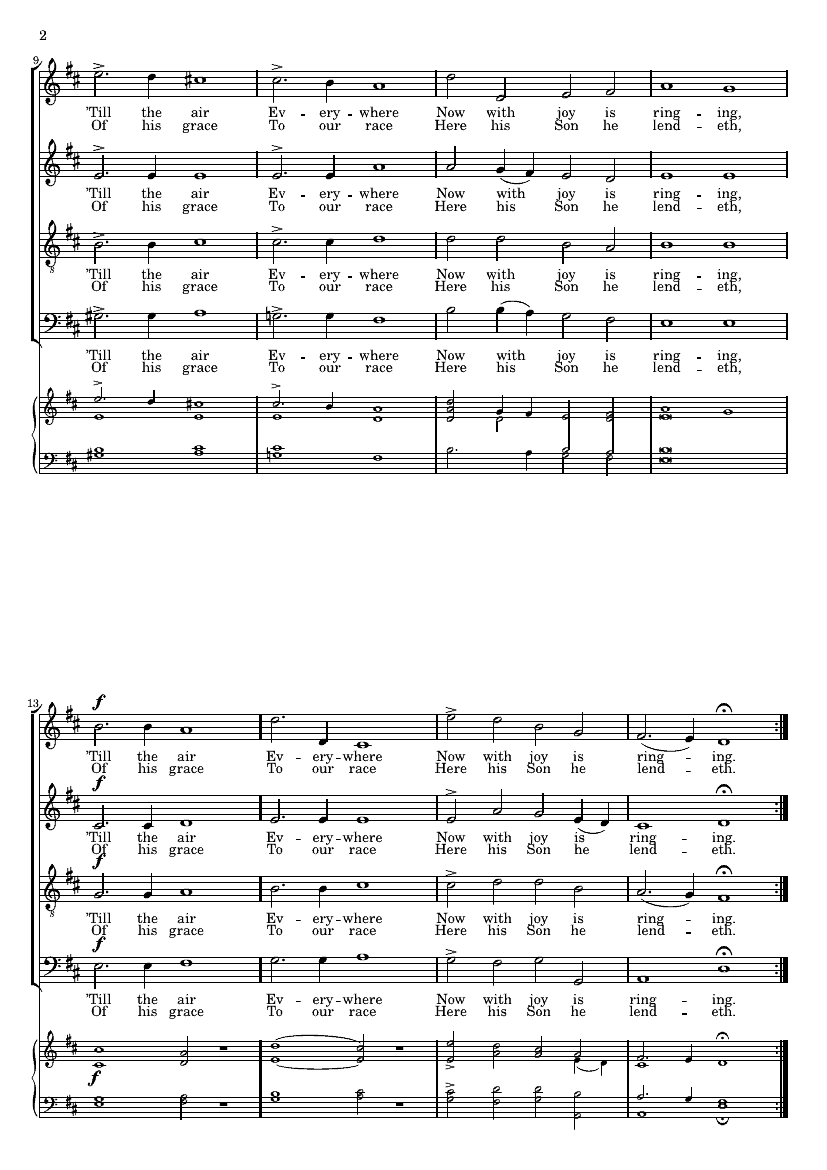 2
9
’Till the air Ev - ery - where Now with joy is ring - ing,
Of his grace To our race Here his Son he lend - eth,
’Till the air Ev - ery - where Now with joy is ring - ing,
Of his grace To our race Here his Son he lend - eth,
8
’Till the air Ev - ery - where Now with joy is ring - ing,
Of his grace To our race Here his Son he lend - eth,
’Till the air Ev - ery - where Now with joy is ring - ing,
Of his grace To our race Here his Son he lend - eth,
13
f
’Till the air Ev - ery - where Now with joy is ring - ing.
Of his grace To our race Here his Son he lend - eth.
f
’Till the air Ev - ery - where Now with joy is ring - ing.
Of his grace To our race Here his Son he lend - eth.
f
8
’Till the air Ev - ery - where Now with joy is ring - ing.
Of his grace To our race Here his Son he lend - eth.
f
’Till the air Ev - ery - where Now with joy is ring - ing.
Of his grace To our race Here his Son he lend - eth.
f